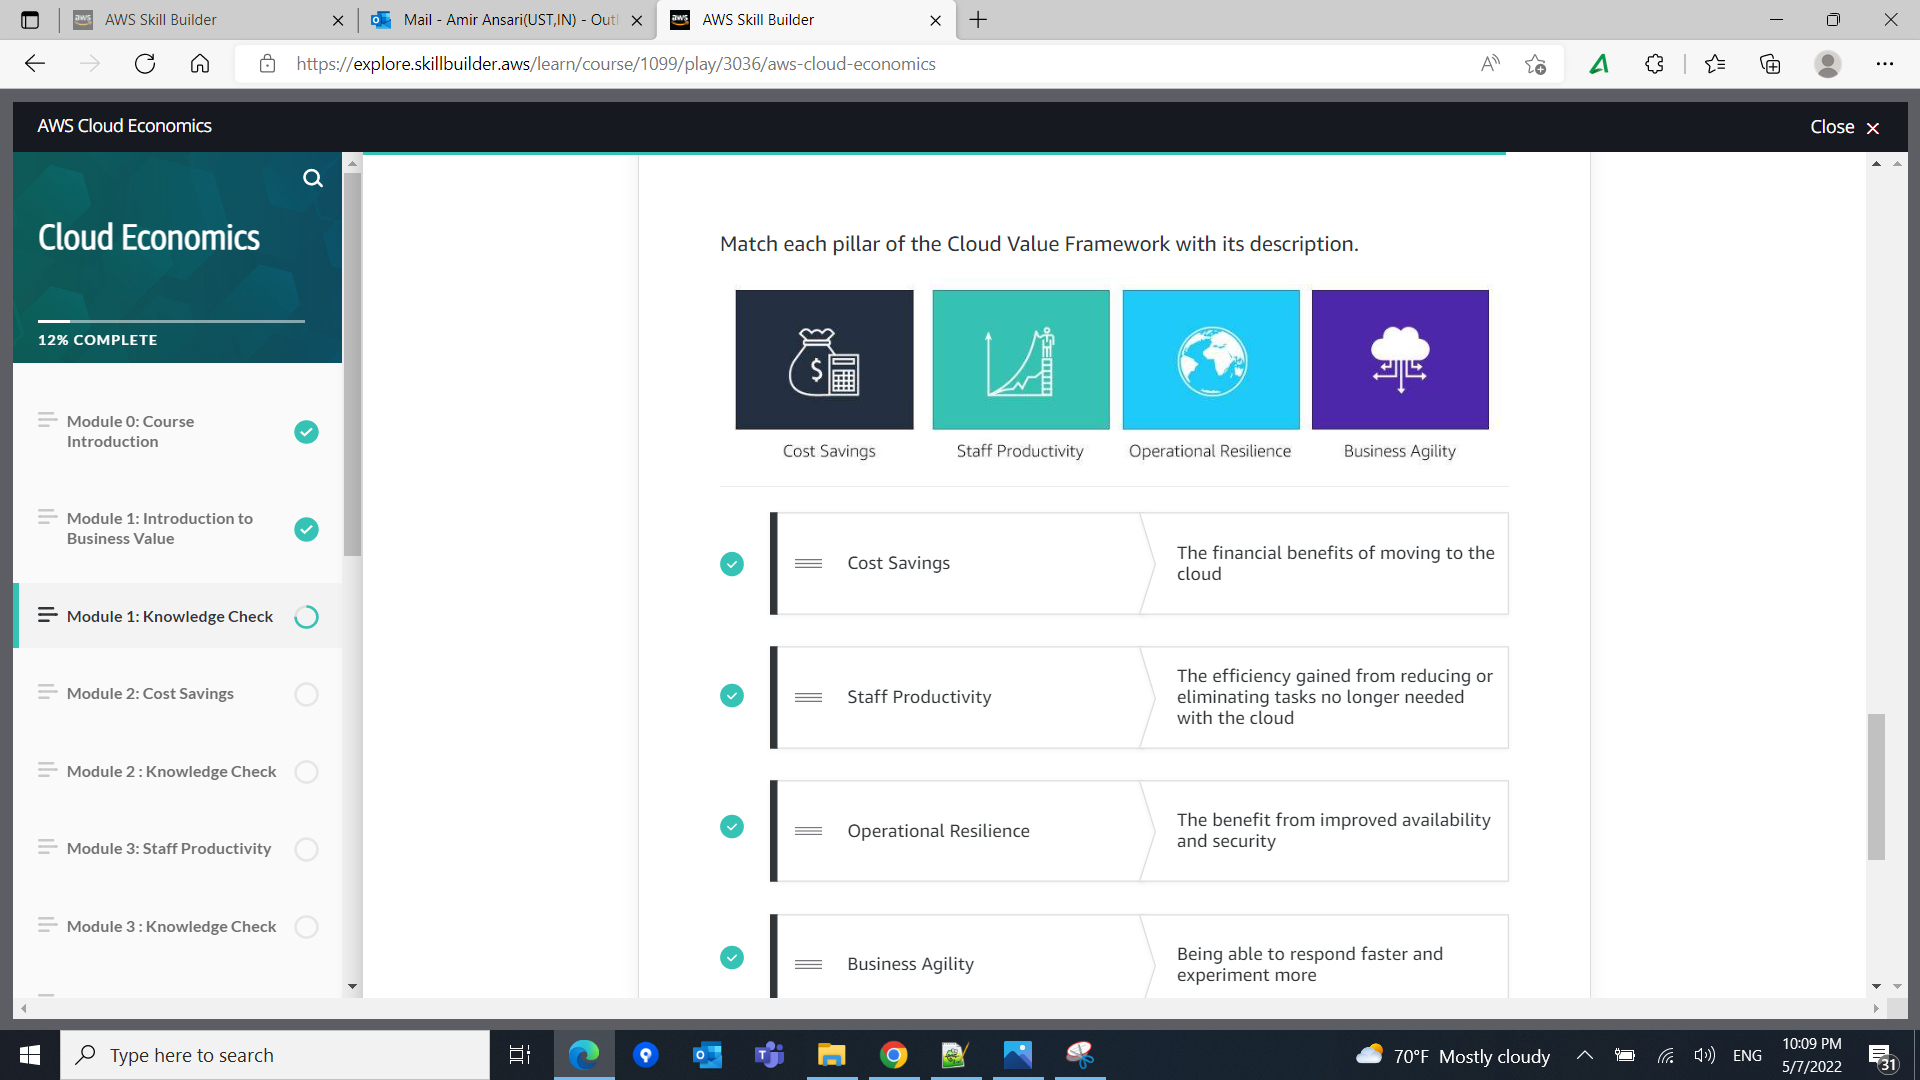 AWS Skill Builder
Mail - Amir Ansari(UST,IN) - Outl
AWS Skill Builder
https://explore.skillbuilder.aws/learn/course/1099/play/3036/aws-cloud-economics
AWS Cloud Economics
Close
Cloud Economics
12% COMPLETE
Module 0: Course
Introduction
Module 1: Introduction to
Business Value
Module 1: Knowledge Check
Module 2: Cost Savings
Module 2 : Knowledge Check
Module 3: Staff Productivity
Module 3 : Knowledge Check
Match each pillar of the Cloud Value Framework with its description.
Cost Savings
Staff Productivity
Operational Resilience
Business Agility
Cost Savings
The financial benefits of moving to the
cloud
Staff Productivity
The efficiency gained from reducing or
eliminating tasks no longer needed
with the cloud
Operational Resilience
The benefit from improved availability
and security
Business Agility
Being able to respond faster and
experiment more
Type here to search
70°F Mostly cloudy
ENG
10:09 PM
5/7/2022
31